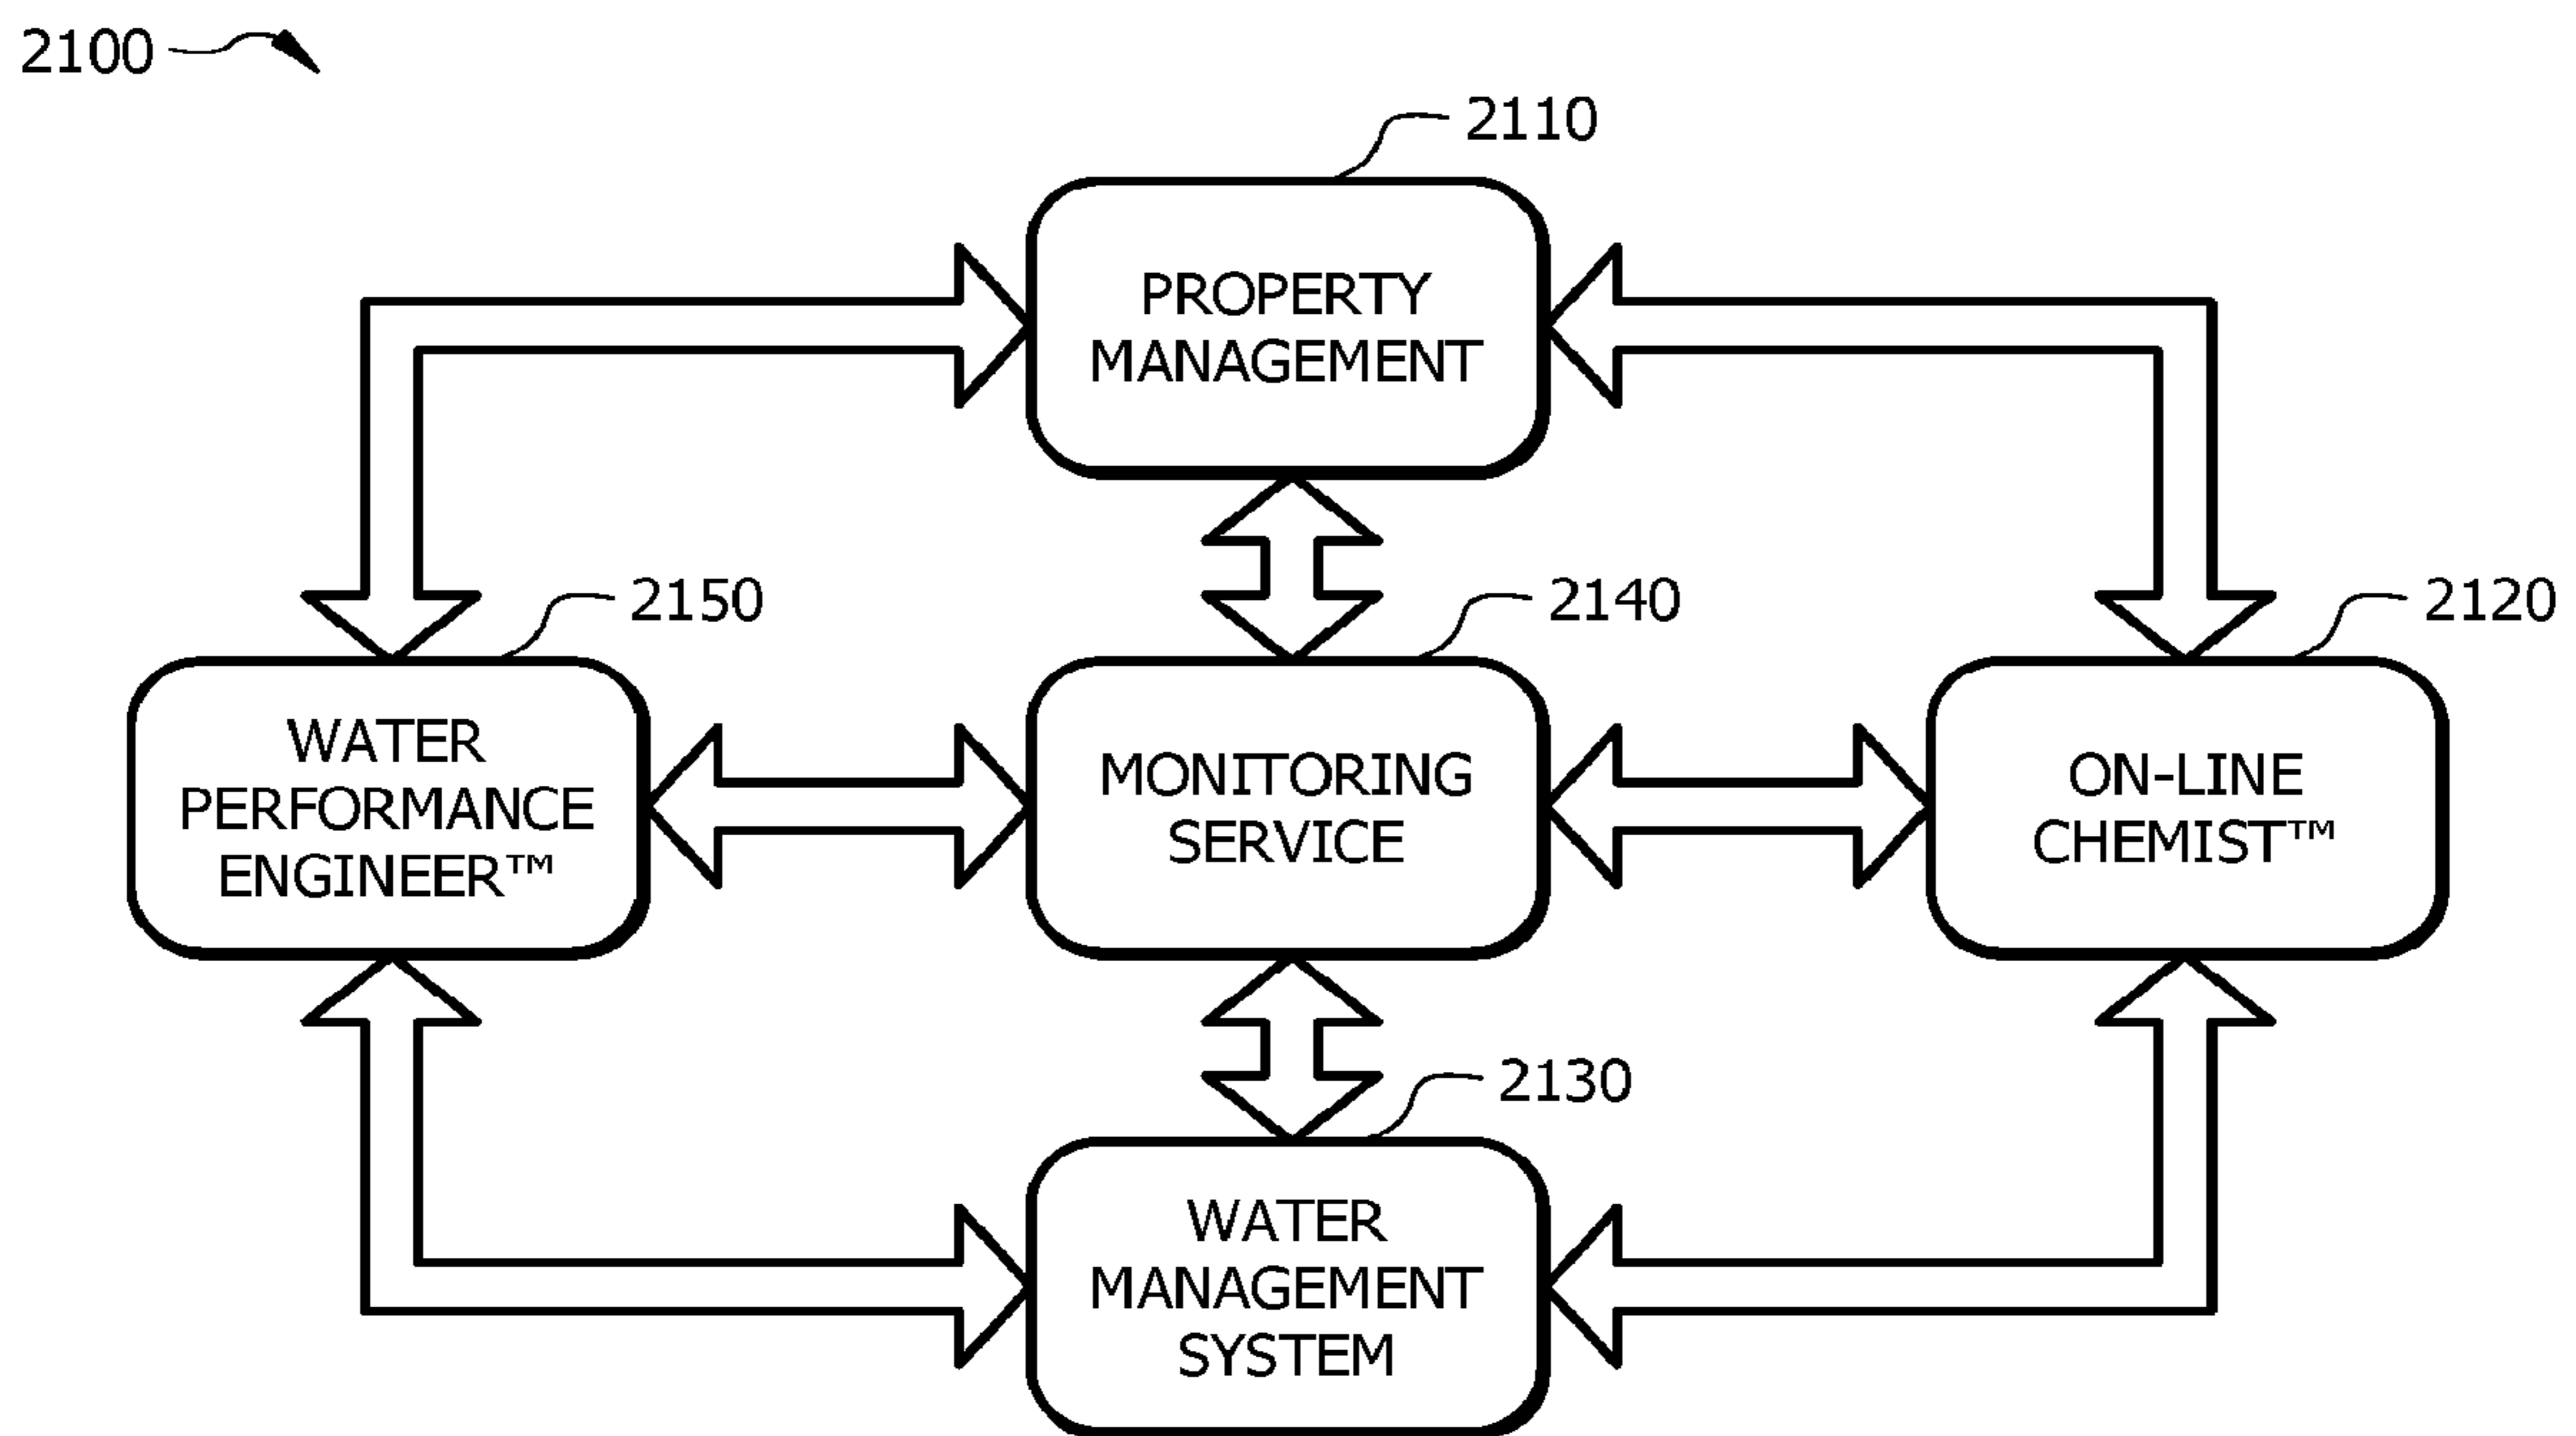 2100
2110
PROPERTY
MANAGEMENT
2150
2140
2120
WATER
PERFORMANCE
ENGINEER™
MONITORING
SERVICE
ON-LINE
CHEMIST™
2130
WATER
MANAGEMENT
SYSTEM